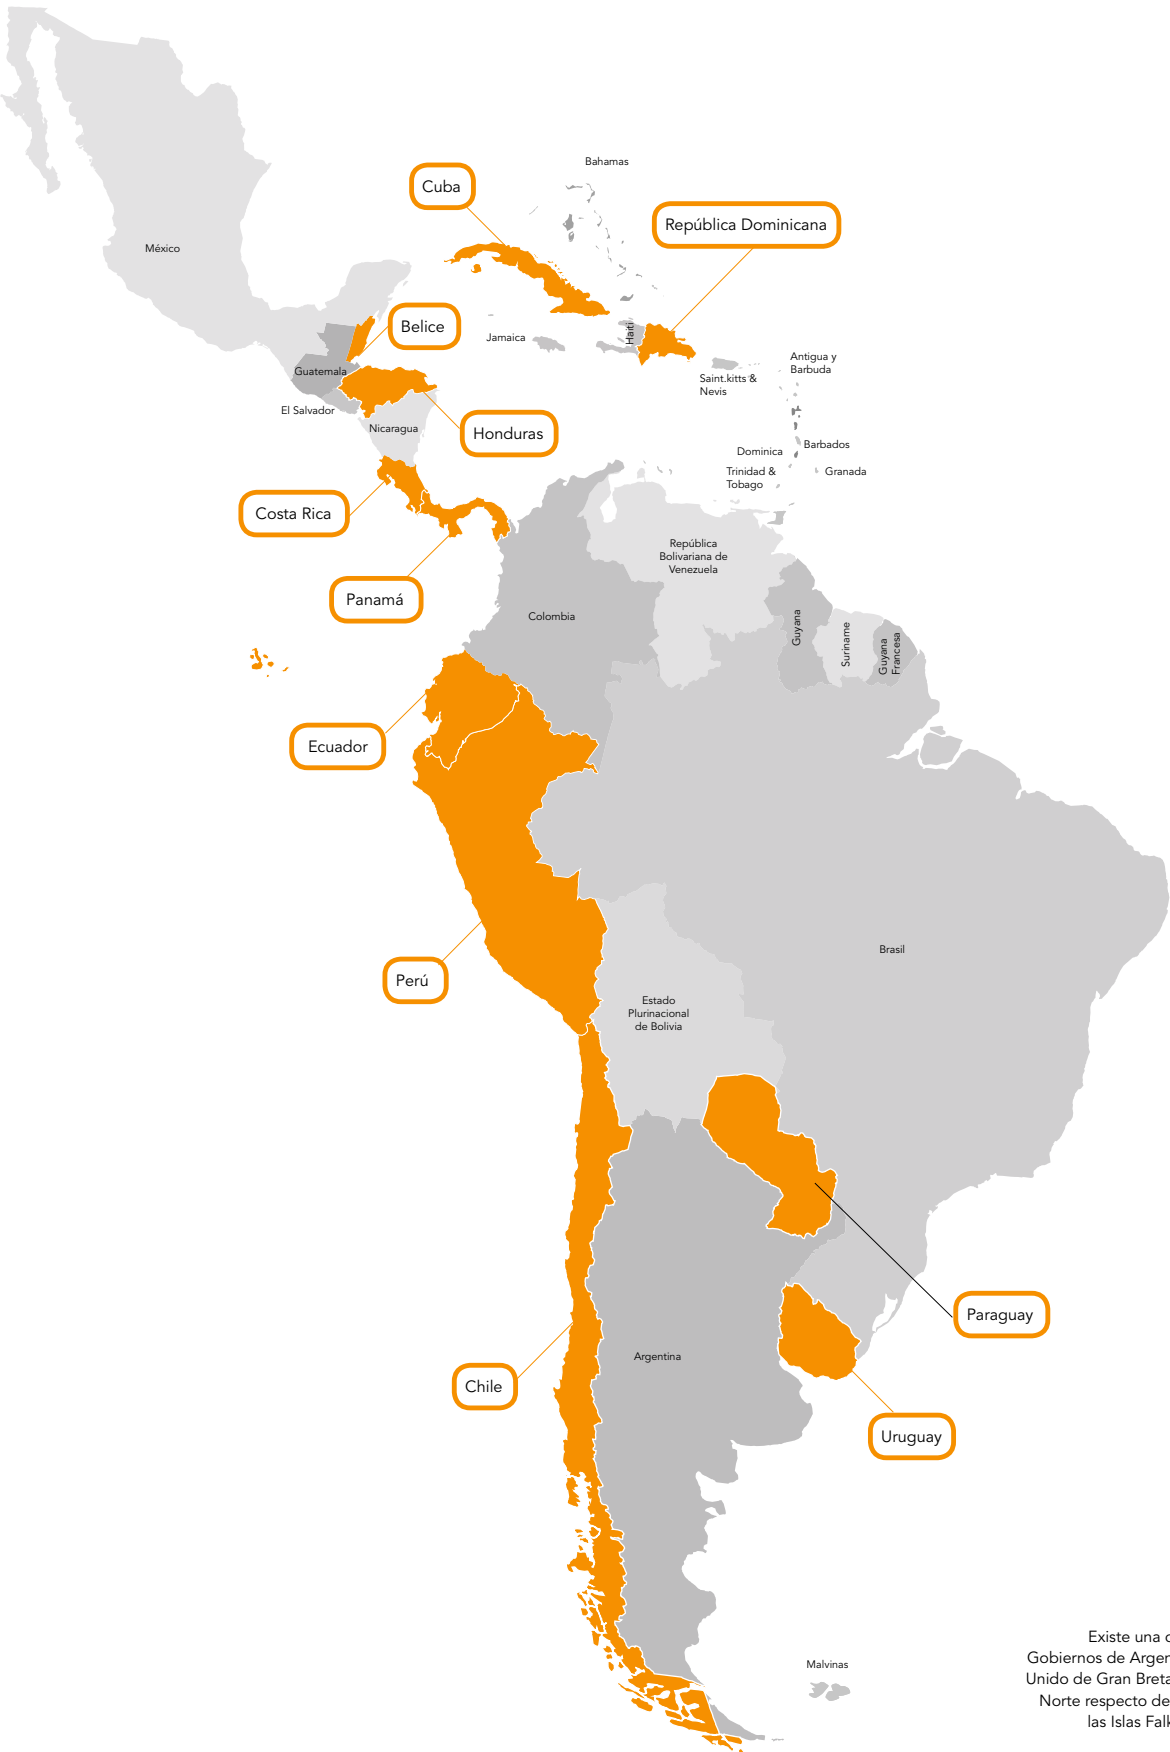 Bahamas
Cuba
República Dominicana
México
Belice
Jamaica
Haití
Antigua y
Barbuda
Guatemala
Saint.kitts &
Nevis
El Salvador
Nicaragua
Honduras
Barbados
Dominica
Trinidad &
Tobago
Granada
Costa Rica
República
Bolivariana de
Venezuela
Panamá
Colombia
Guyana
Suriname
Guyana
Francesa
Ecuador
Brasil
Perú
Estado
Plurinacional
de Bolivia
Paraguay
Argentina
Chile
Uruguay
Existe una
Gobiernos de
Malvinas
Unido de Gran
Norte respecto de
las Islas